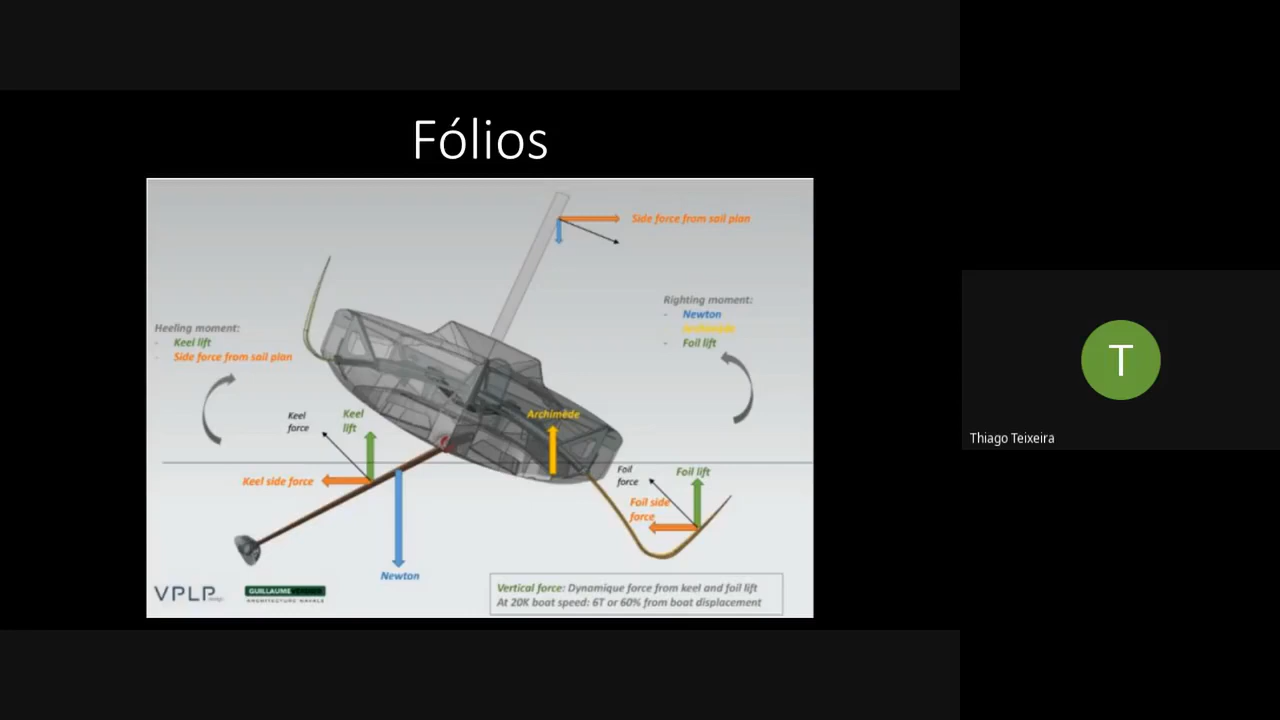 Fólios
Side force from sail plan
Righting moment:
- Newton
- Archimède
- Foil lift
Heeling moment:
- Keel lift
- Side force from sail plan
Keel
force
Keel
lift
Archimède
Keel side force
Foil
force
Foil lift
Foil side
force
Newton
VPLP
GUILLAUME VERDIER
ARCHITECTURE NAVALE
Vertical force: Dynamique force from keel and foil lift
At 20K boat speed: 6T or 60% from boat displacement
T
Thiago Teixeira